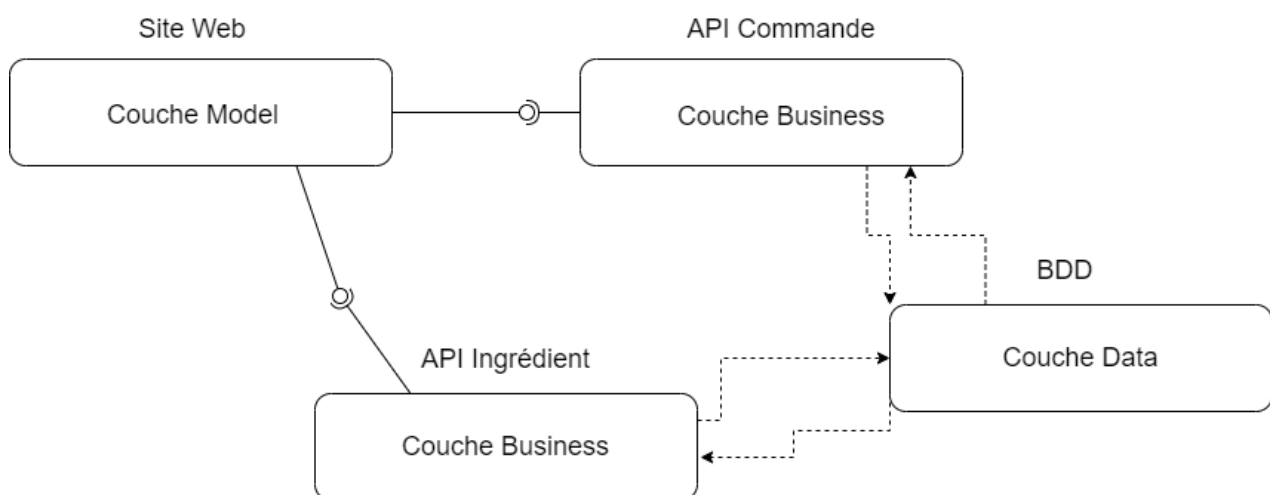 Site Web
API Commande
Couche Model
Couche Business
BDD
API Ingrédient
Couche Data
Couche Business